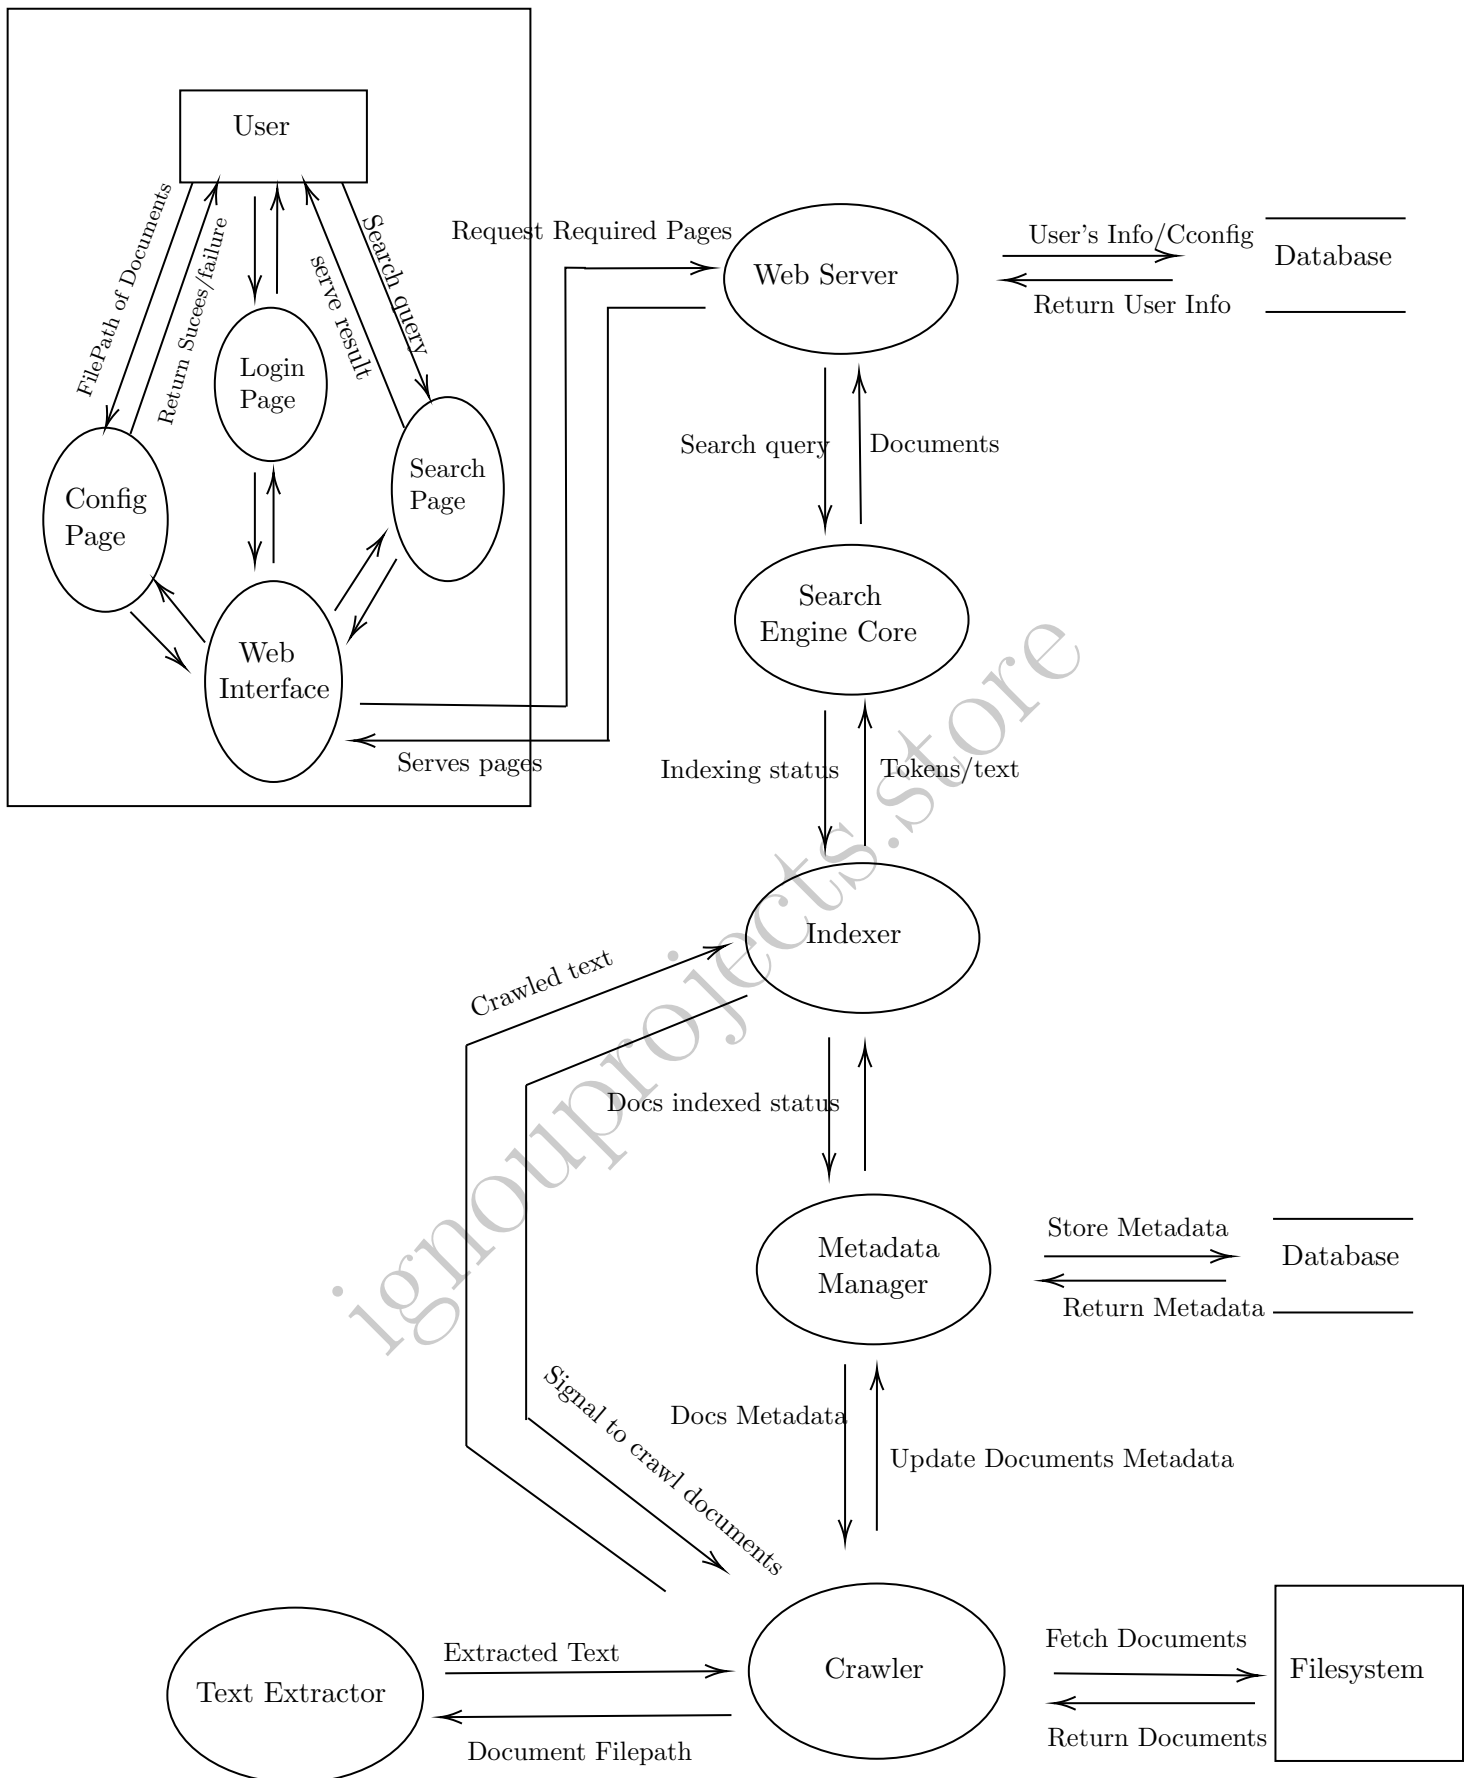 User
FilePath of Documents
Return Sucees/failure
serve result
Search query
Login
Page
Config
Page
Search
Page
Web
Interface
Request Required Pages
Serves pages
Web Server
User's Info/Cconfig
Return User Info
Database
Search query
Documents
Search
Engine Core
Indexing status
Tokens/text
Indexer
Crawled text
Docs indexed status
Metadata
Manager
Store Metadata
Return Metadata
Database
Signal to crawl documents
Docs Metadata
Update Documents Metadata
Text Extractor
Extracted Text
Document Filepath
Crawler
Fetch Documents
Return Documents
Filesystem
ignouprojects.store